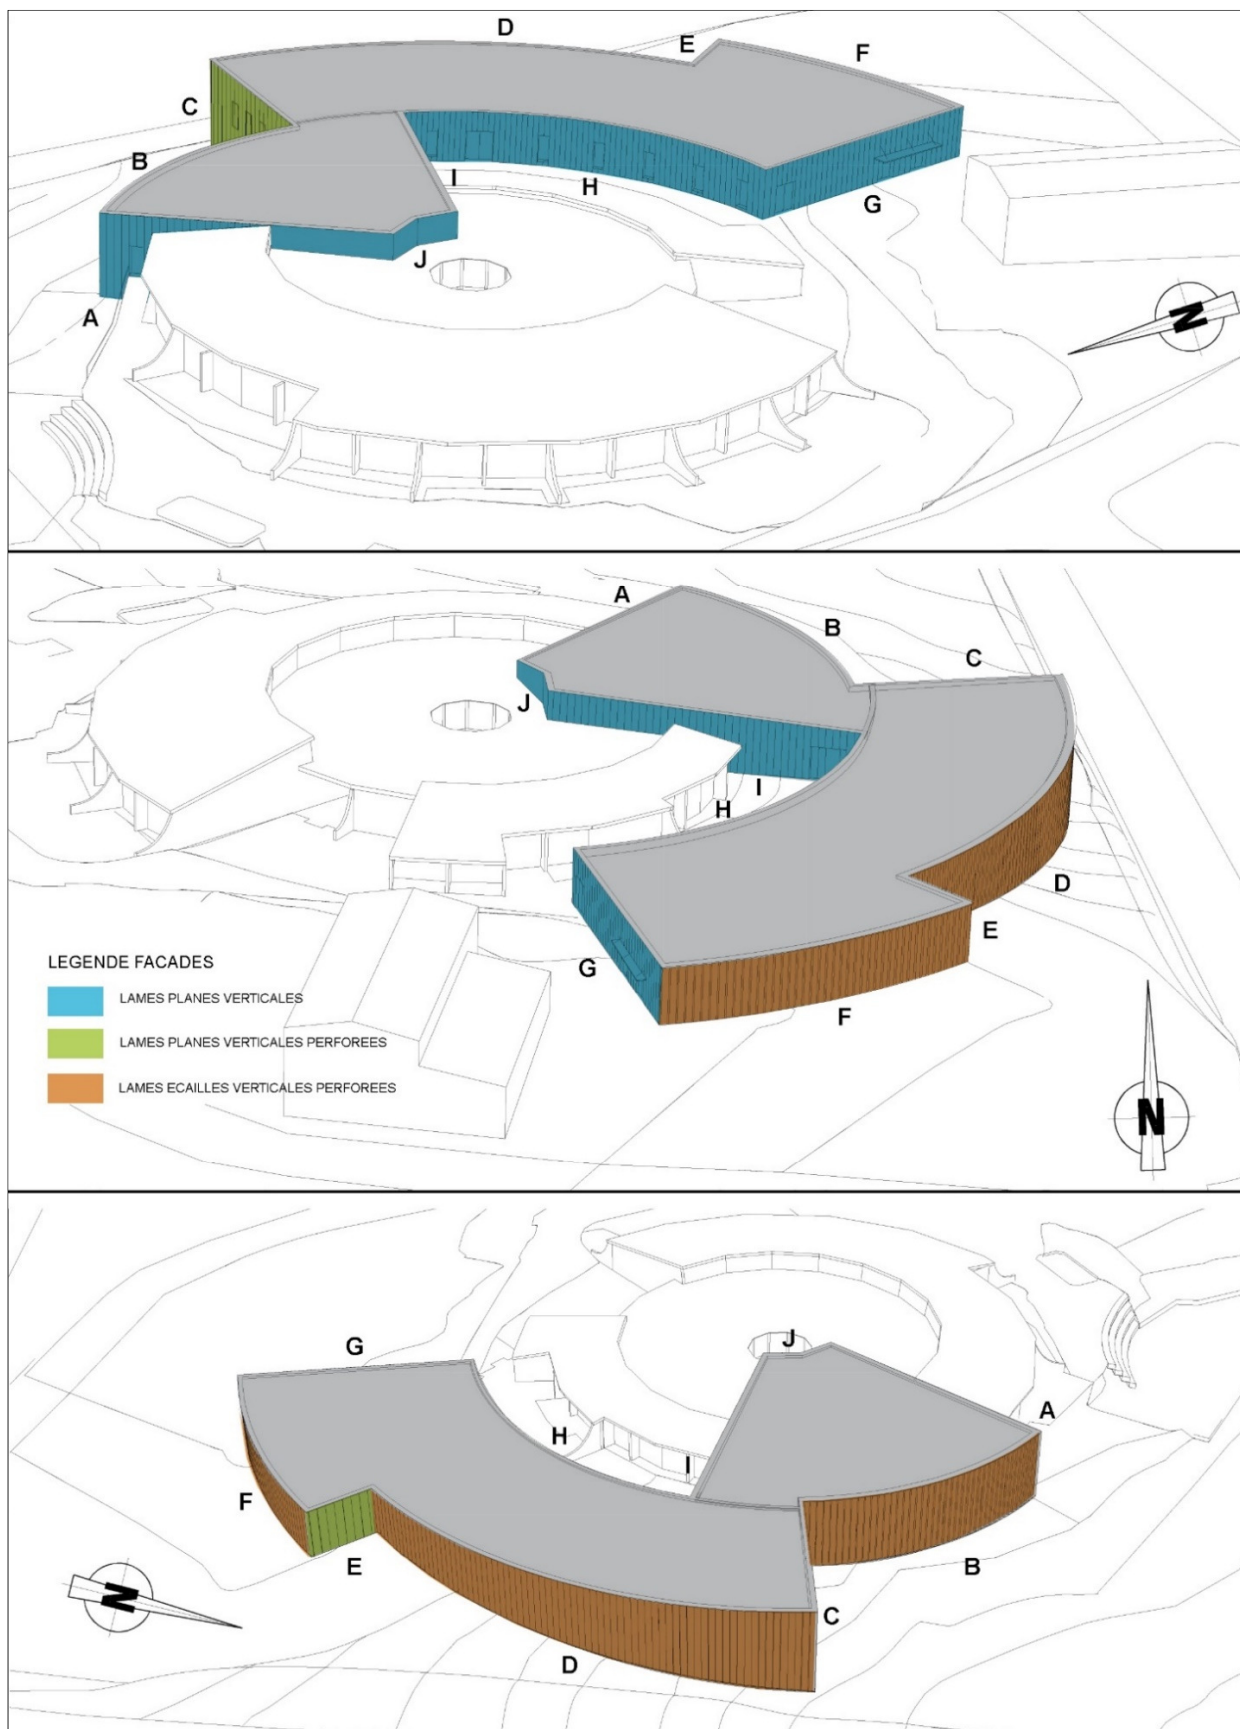 D
E
F
C
B
I
H
G
J
A
N
A
B
C
J
I
H
D
E
G
F
LEGENDE FACADES
LAMES PLANES VERTICALES
LAMES PLANES VERTICALES PERFOREES
LAMES ECAILLES VERTICALES PERFOREES
N
J
G
A
H
I
F
E
B
C
D
N